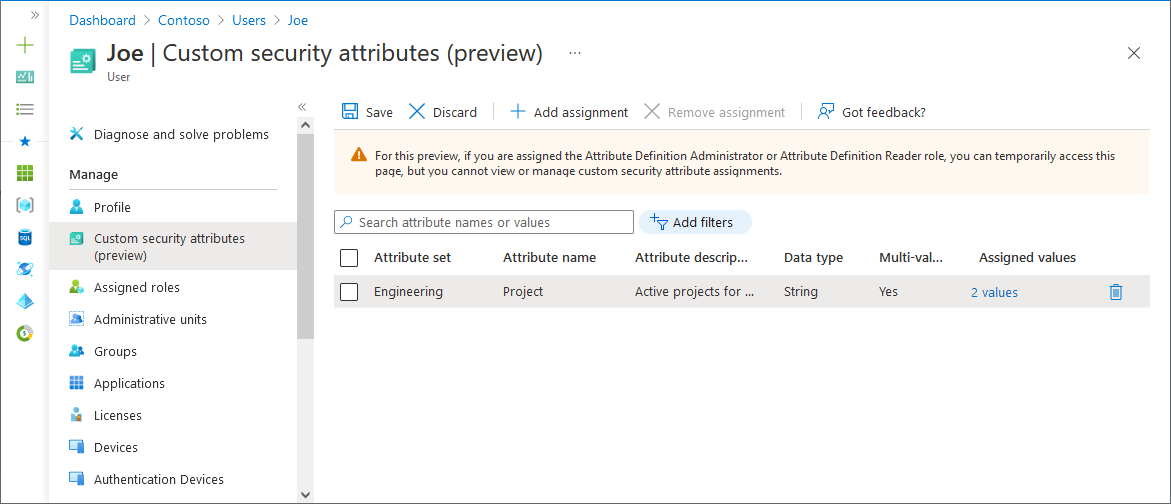 Dashboard > Contoso > Users > Joe
Joe | Custom security attributes (preview) ...
User
Save Discard Add assignment Remove assignment Got feedback?
Diagnose and solve problems
Manage
Profile
Custom security attributes
(preview)
Assigned roles
Administrative units
Groups
Applications
Licenses
Devices
Authentication Devices
For this preview, if you are assigned the Attribute Definition Administrator or Attribute Definition Reader role, you can temporarily access this
page, but you cannot view or manage custom security attribute assignments.
Search attribute names or values Add filters
Attribute set Attribute name Attribute descrip... Data type Multi-val... Assigned values
Engineering Project Active projects for ... String Yes 2 values